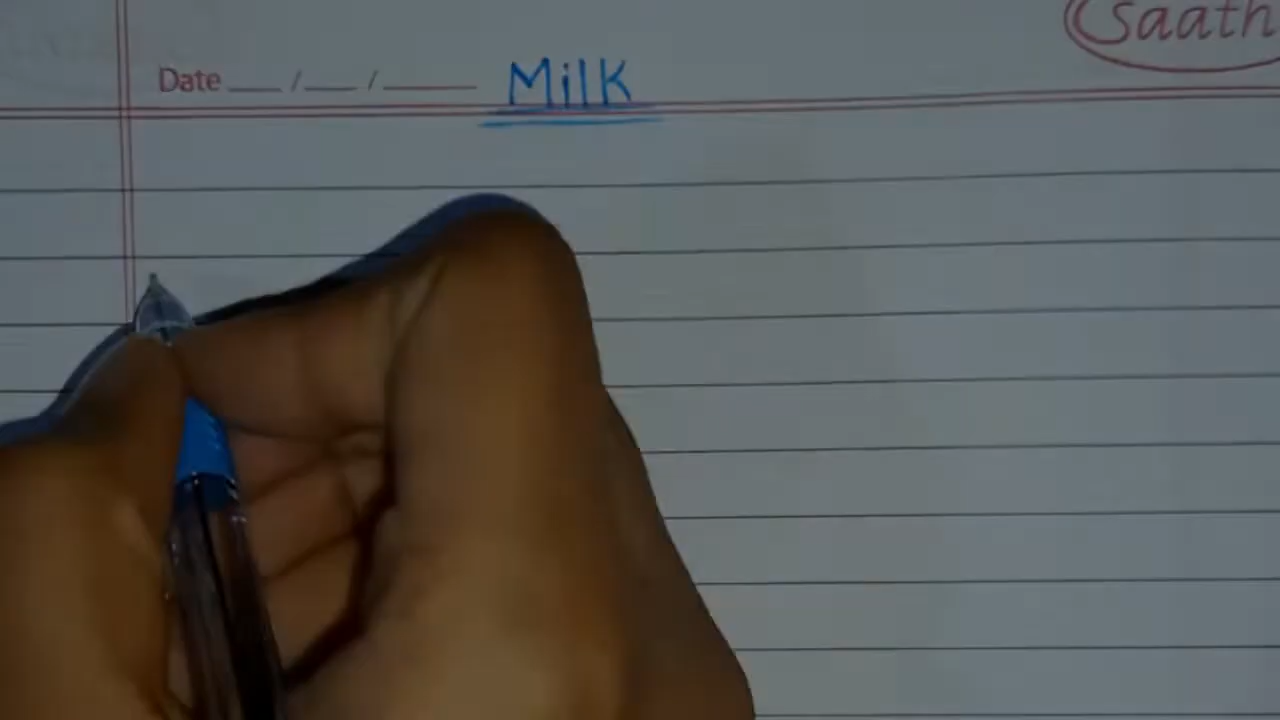 Saath
Date __ / __ / ____ Milk